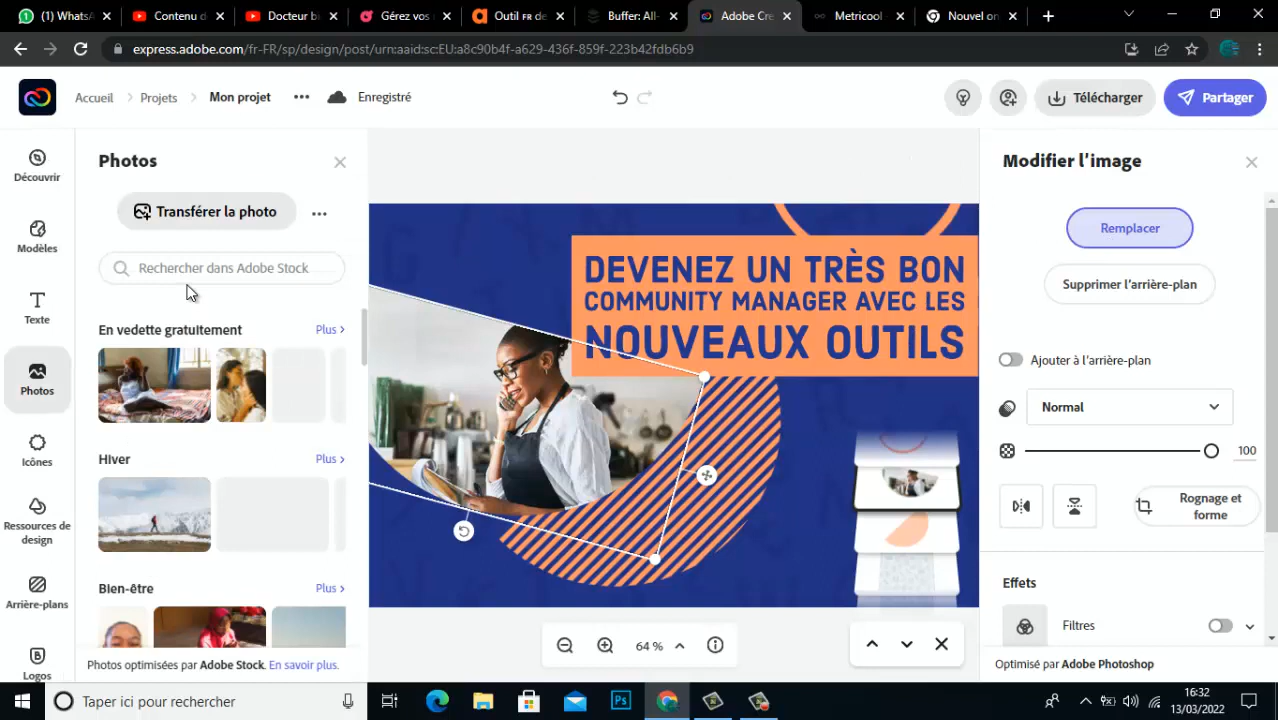 (1) WhatsA
Contenu d
Docteur b
Gérez vos
Outil FR de
Buffer: All-
Adobe Cre
Metricool
Nouvel on
express.adobe.com/fr-FR/sp/design/post/urn:aaid:sc:EU:a8c90b4f-a629-436f-859f-223b42fdb6b9
Accueil
Projets
Mon projet
Enregistré
Télécharger
Partager
Découvrir
Modèles
Texte
Photos
Icônes
Ressources de
design
Arrière-plans
Logos
Photos
Transférer la photo
Rechercher dans Adobe Stock
En vedette gratuitement
Plus
Hiver
Plus
Bien-être
Plus
Photos optimisées par Adobe Stock. En savoir plus.
DEVENEZ UN TRÈS BON
COMMUNITY MANAGER AVEC LES
NOUVEAUX OUTILS
64 %
Modifier l'image
Remplacer
Supprimer l'arrière-plan
Ajouter à l'arrière-plan
Normal
100
Rognage et
forme
Effets
Filtres
Optimisé par Adobe Photoshop
Taper ici pour rechercher
Ps
16:32
13/03/2022